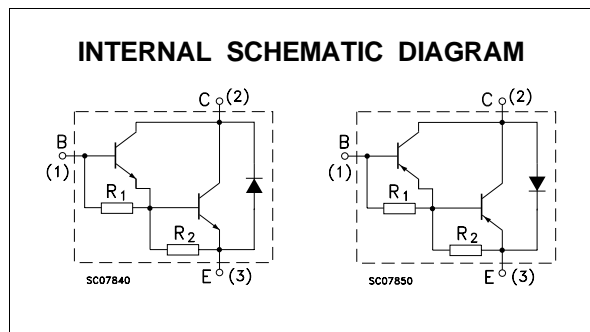 INTERNAL SCHEMATIC DIAGRAM
C (2)
B
(1)
R1
R2
E (3)
SC07840
C (2)
B
(1)
R1
R2
E (3)
SC07850